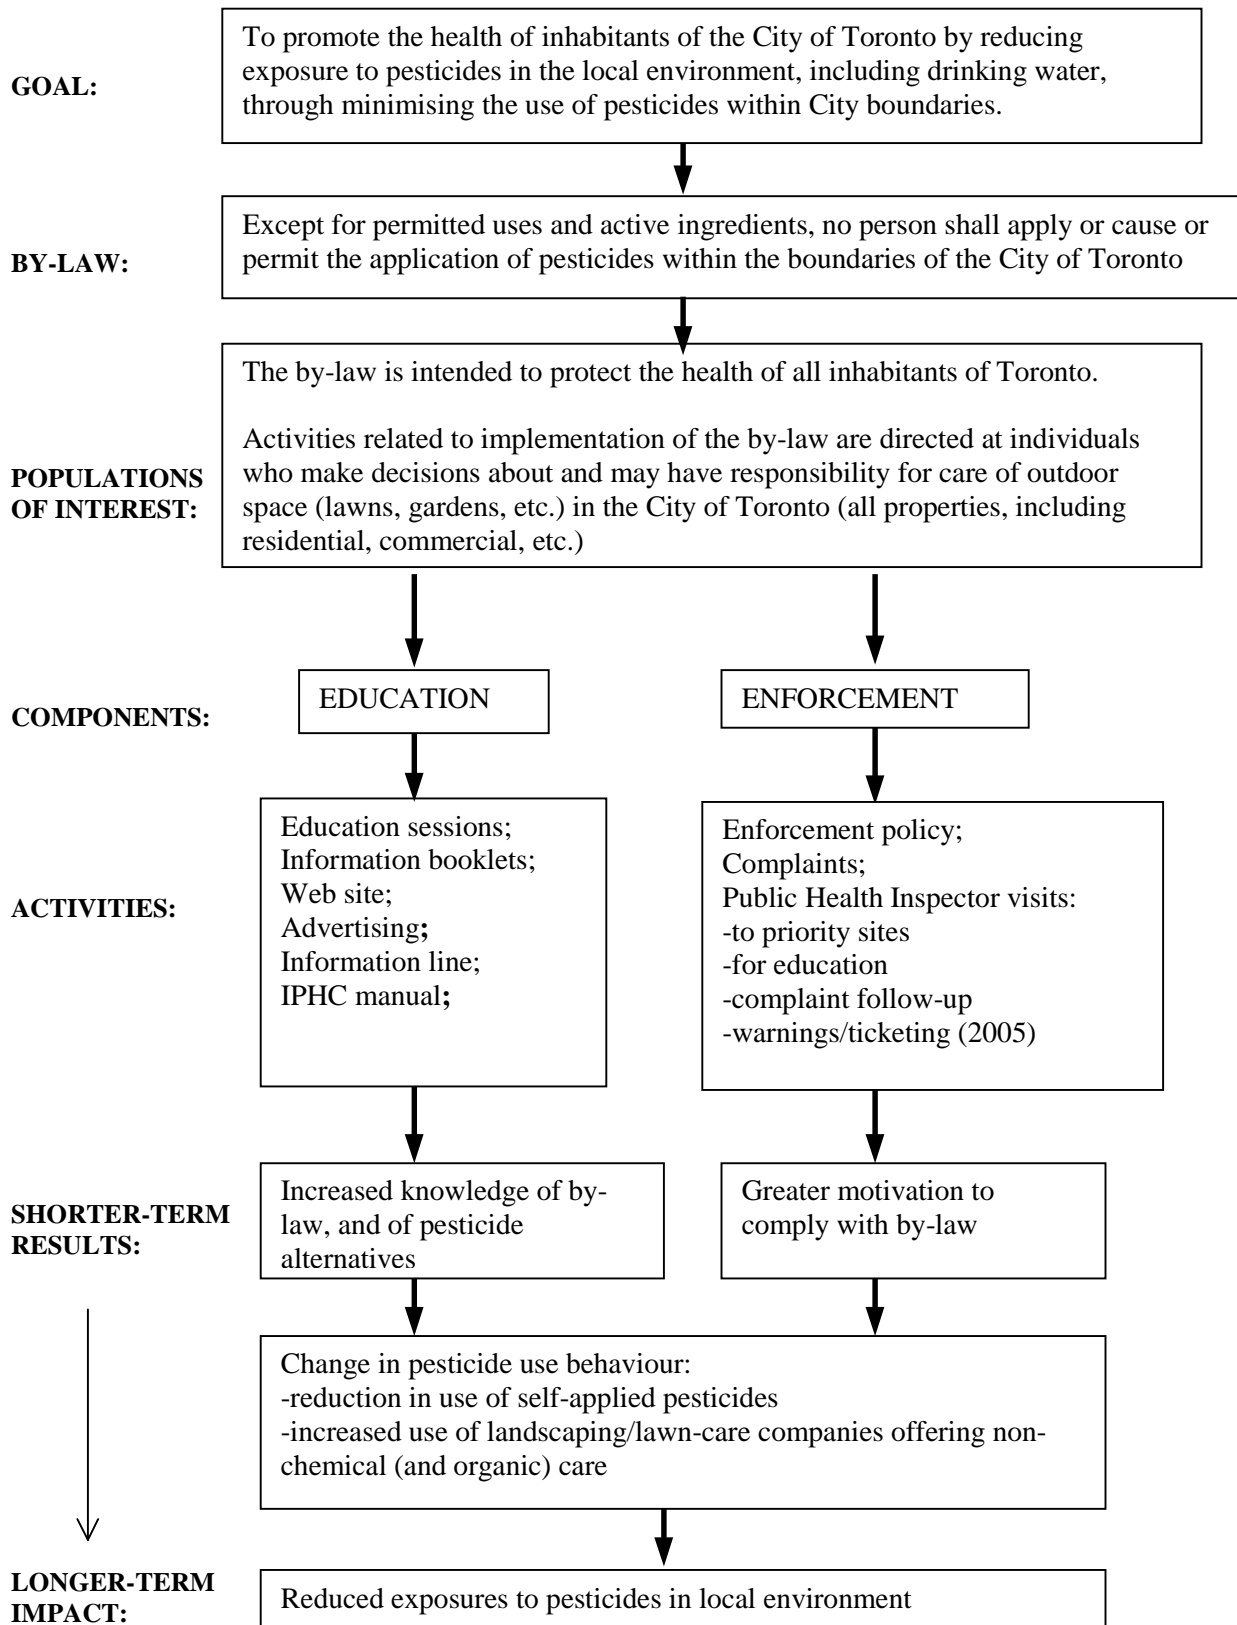 GOAL:
To promote the health of inhabitants of the City of Toronto by reducing
exposure to pesticides in the local environment, including drinking water,
through minimising the use of pesticides within City boundaries.
BY-LAW:
Except for permitted uses and active ingredients, no person shall apply or cause or
permit the application of pesticides within the boundaries of the City of Toronto
POPULATIONS
OF INTEREST:
The by-law is intended to protect the health of all inhabitants of Toronto.
Activities related to implementation of the by-law are directed at individuals
who make decisions about and may have responsibility for care of outdoor
space (lawns, gardens, etc.) in the City of Toronto (all properties, including
residential, commercial, etc.)
COMPONENTS:
EDUCATION
ENFORCEMENT
ACTIVITIES:
Education sessions;
Information booklets;
Web site;
Advertising;
Information line;
IPHC manual;
Enforcement policy;
Complaints;
Public Health Inspector visits:
-to priority sites
-for education
-complaint follow-up
-warnings/ticketing (2005)
SHORTER-TERM
RESULTS:
Increased knowledge of by-
law, and of pesticide
alternatives
Greater motivation to
comply with by-law
Change in pesticide use behaviour:
-reduction in use of self-applied pesticides
-increased use of landscaping/lawn-care companies offering non-
chemical (and organic) care
LONGER-TERM
IMPACT:
Reduced exposures to pesticides in local environment